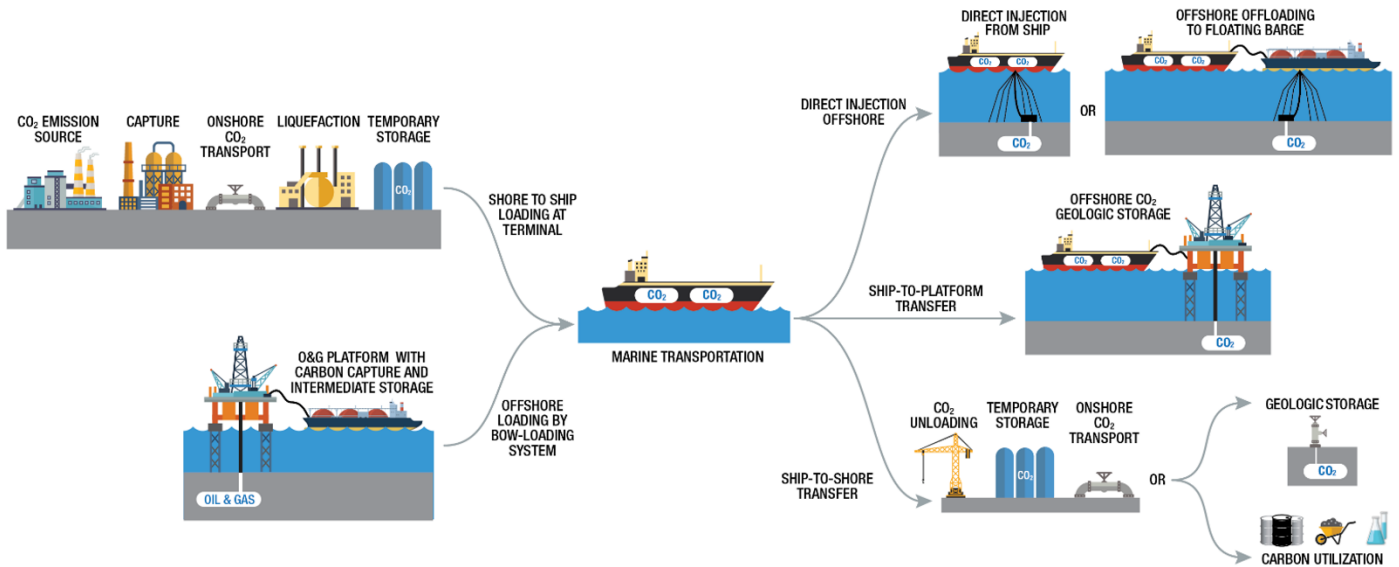 CO₂ EMISSION
SOURCE
CAPTURE
ONSHORE
CO₂
TRANSPORT
LIQUEFACTION
TEMPORARY
STORAGE
CO₂
SHORE TO SHIP
LOADING AT
TERMINAL
O&G PLATFORM WITH
CARBON CAPTURE AND
INTERMEDIATE STORAGE
OIL & GAS
OFFSHORE
LOADING BY
BOW-LOADING
SYSTEM
CO₂ CO₂
MARINE TRANSPORTATION
DIRECT INJECTION
OFFSHORE
DIRECT INJECTION
FROM SHIP
CO₂ CO₂
CO₂
OR
OFFSHORE OFFLOADING
TO FLOATING BARGE
CO₂ CO₂
CO₂
SHIP-TO-PLATFORM
TRANSFER
OFFSHORE CO₂
GEOLOGIC STORAGE
CO₂ CO₂
CO₂
SHIP-TO-SHORE
TRANSFER
CO₂
UNLOADING
TEMPORARY
STORAGE
CO₂
ONSHORE
CO₂
TRANSPORT
OR
GEOLOGIC STORAGE
CO₂
CARBON UTILIZATION